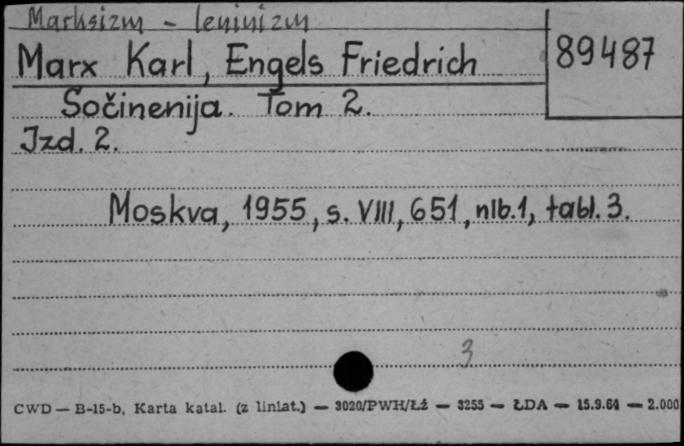 Marksizm - leninizm
Marx Karl, Engels Friedrich
89487
Sočinenija. Tom 2.
Izd. 2.
Moskva, 1955, s. VIII, 651, nlb. 1, tabl. 3.
3
CWD — B-15-b, Karta katal. (z liniat.) — 3020/PWH/Łź — 3255 — ŁDA — 15.9.64 — 2.000